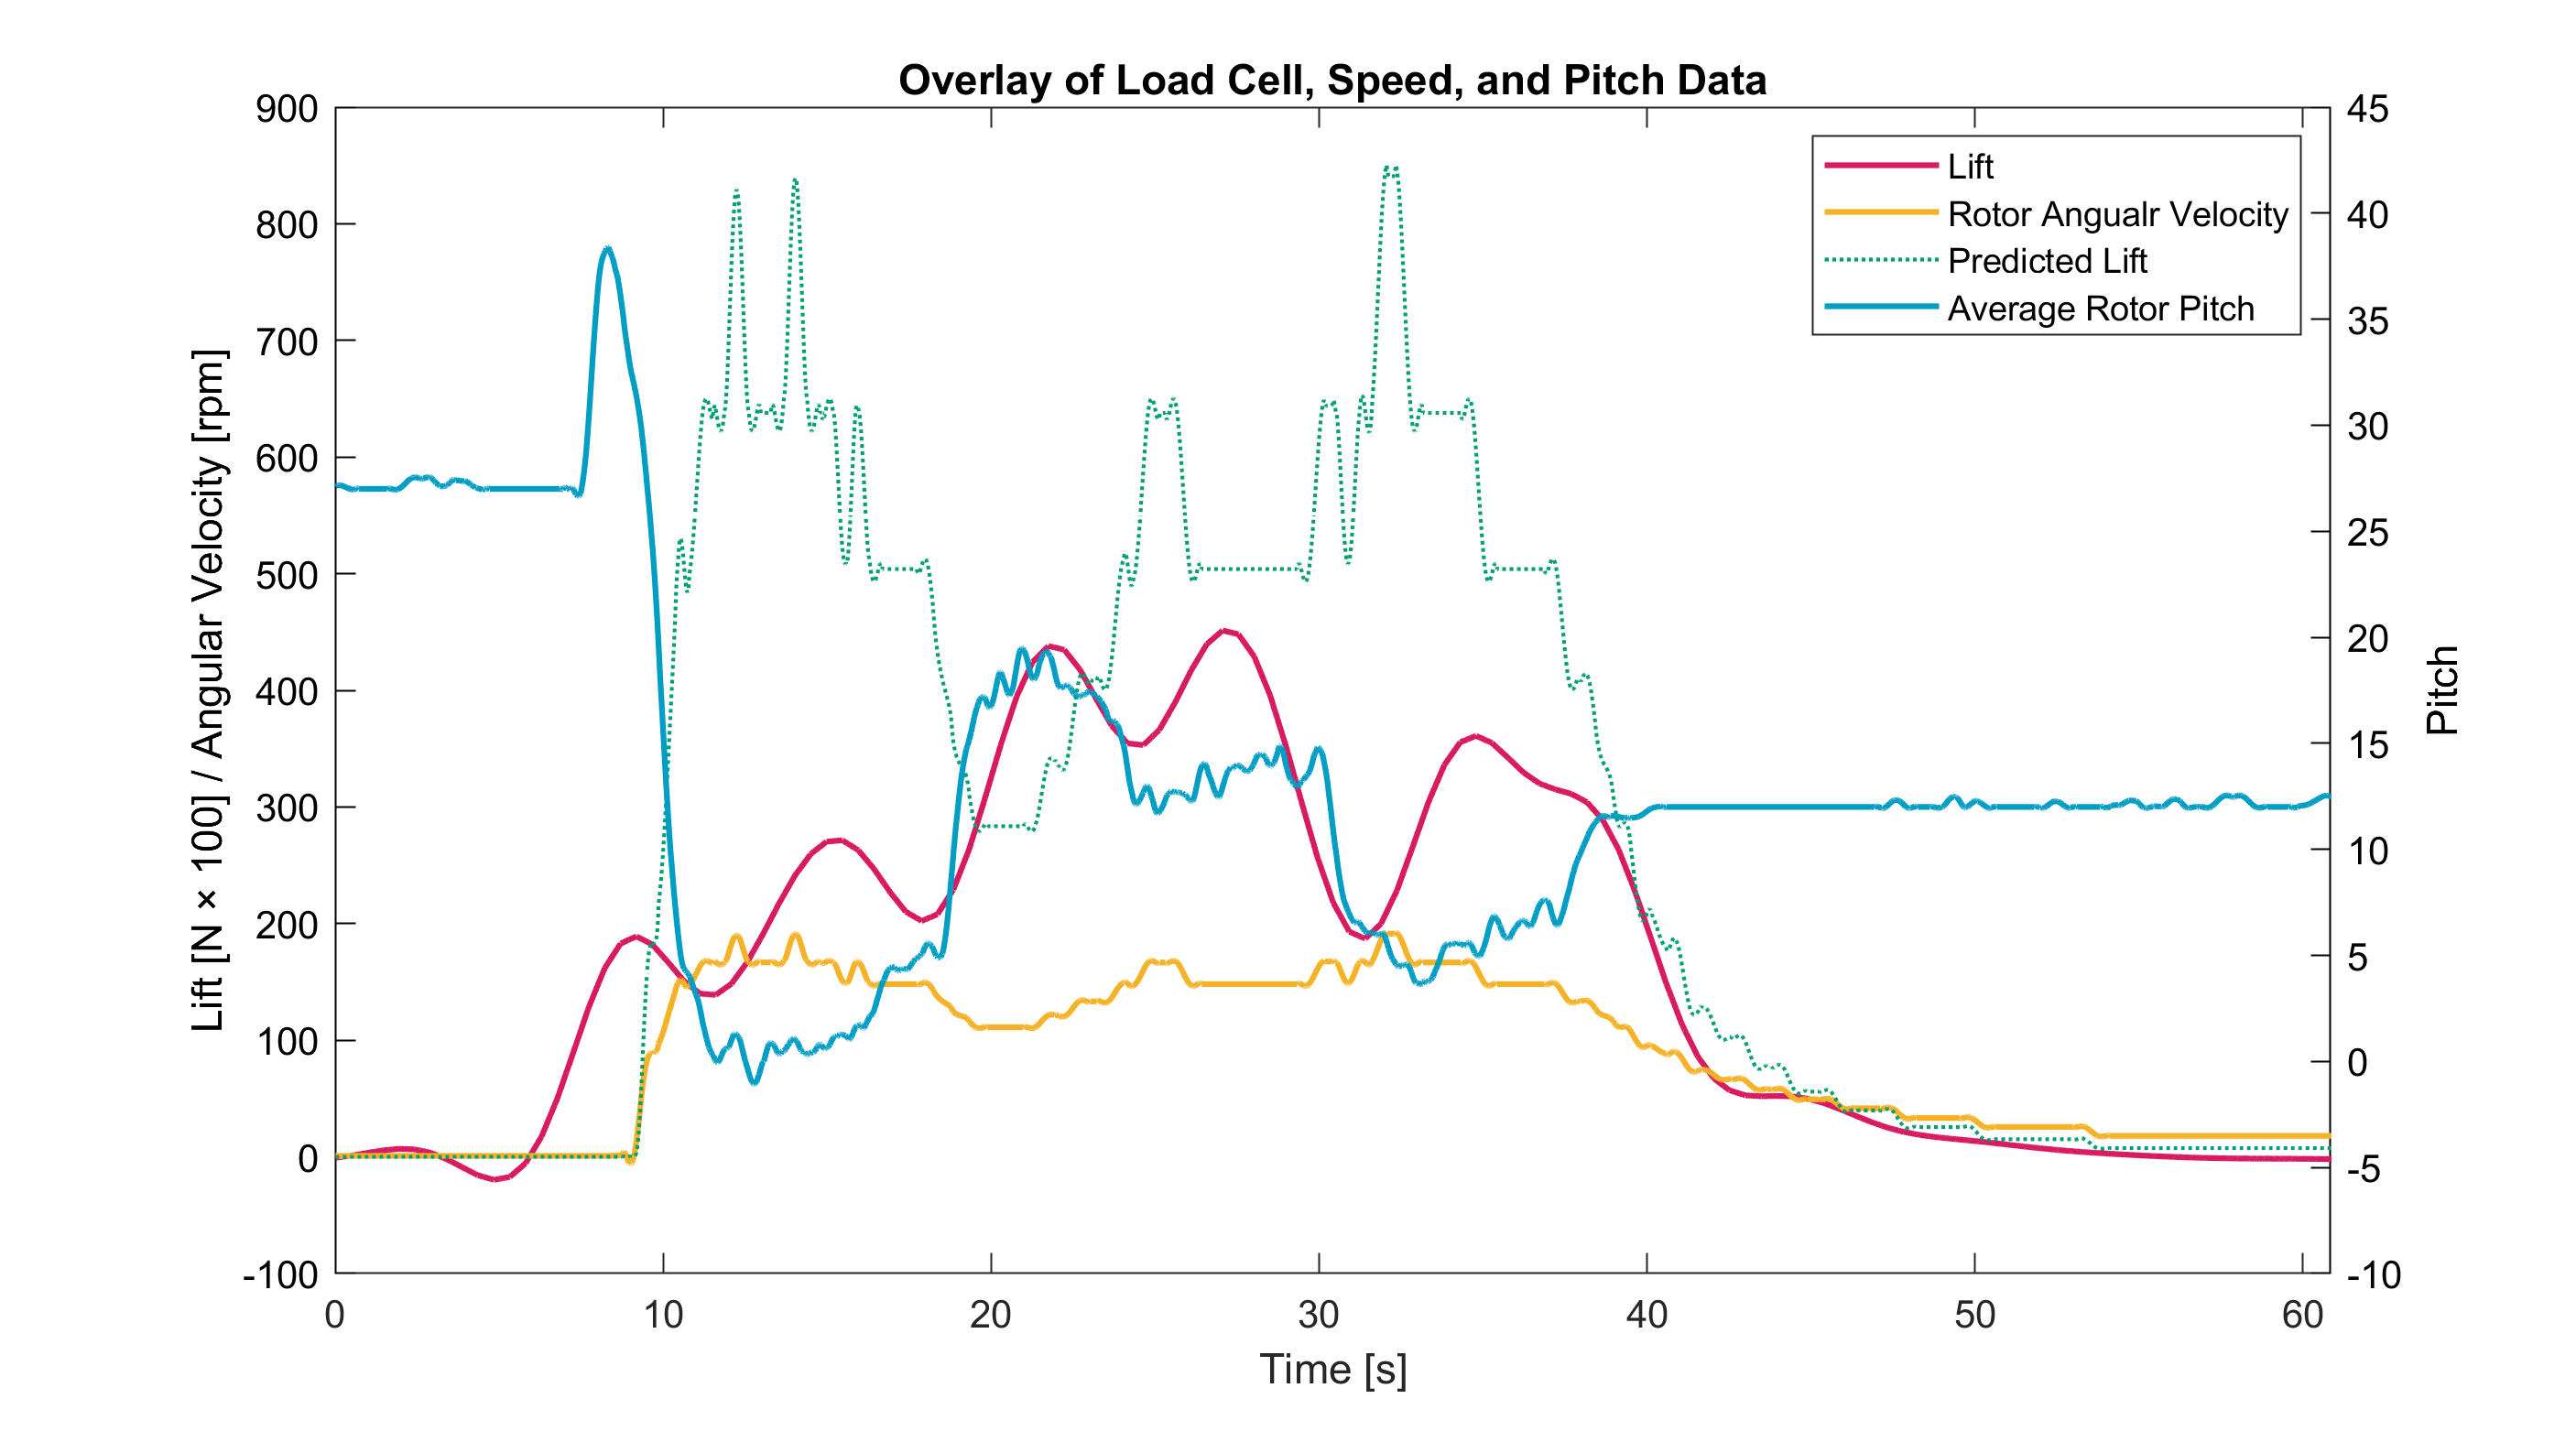 Overlay of Load Cell, Speed, and Pitch Data
900
800
700
600
500
400
300
200
100
0
-100
Lift [N × 100] / Angular Velocity [rpm]
45
40
35
30
25
20
15
10
5
0
-5
-10
Pitch
Lift
Rotor Angualr Velocity
Predicted Lift
Average Rotor Pitch
0 10 20 30 40 50 60
Time [s]